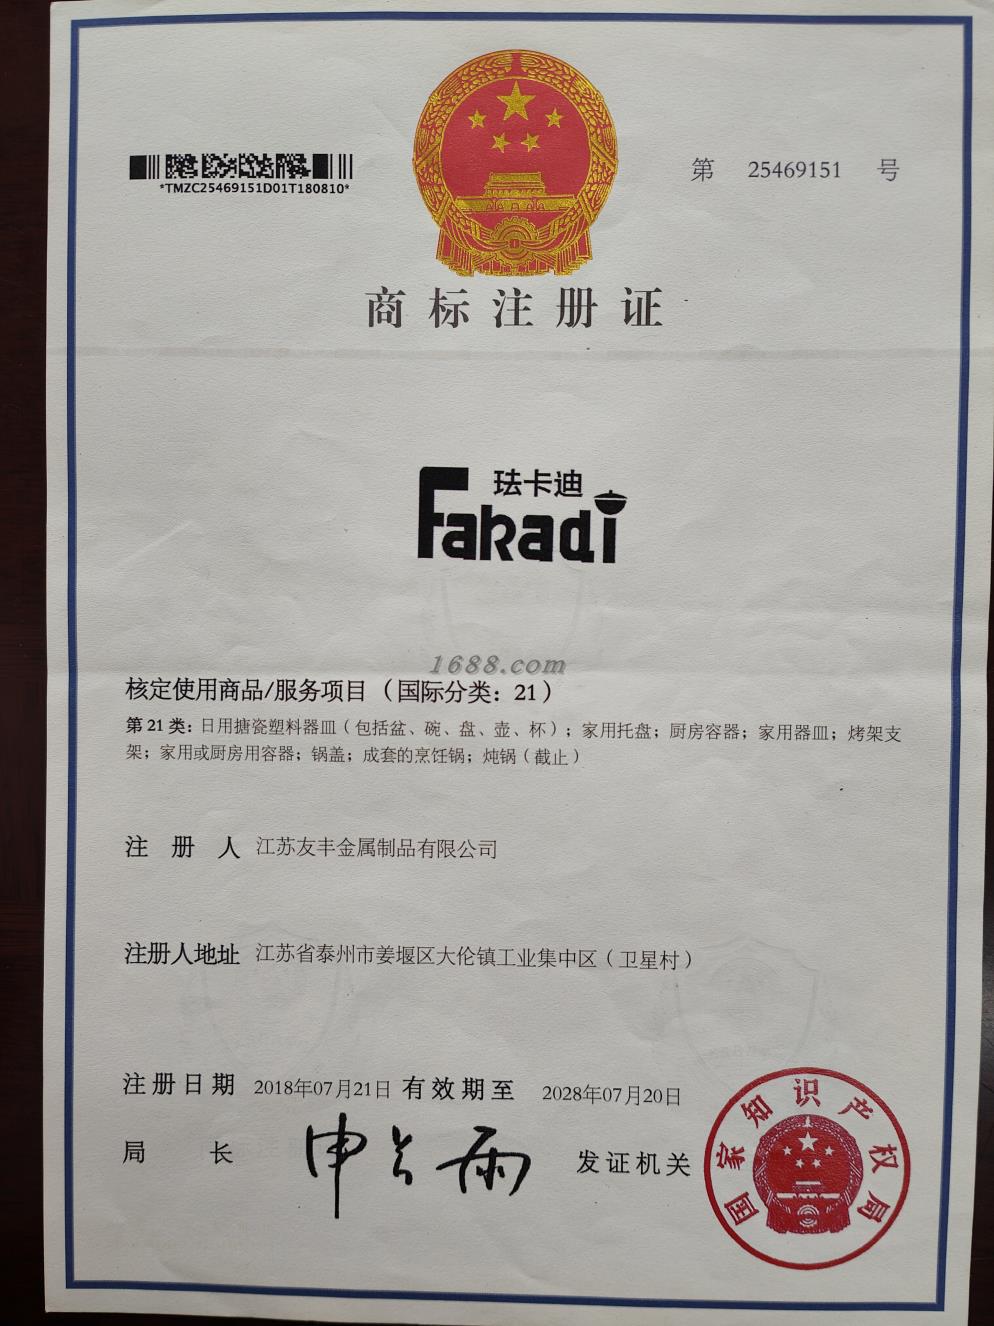 第 25469151 号
*TMZC25469151D01T180810*
商标注册证
珐卡迪
Fakadi
1688.com
核定使用商品/服务项目（国际分类：21）
第 21 类：日用搪瓷塑料器皿（包括盆、碗、盘、壶、杯）；家用托盘；厨房容器；家用器皿；烤架支
架；家用或厨房用容器；锅盖；成套的烹饪锅；炖锅（截止）
注 册 人 江苏友丰金属制品有限公司
注册人地址 江苏省泰州市姜堰区大伦镇工业集中区（卫星村）
注册日期 2018年07月21日 有效期至 2028年07月20日
局 长 申长雨 发证机关
国家知识产权局